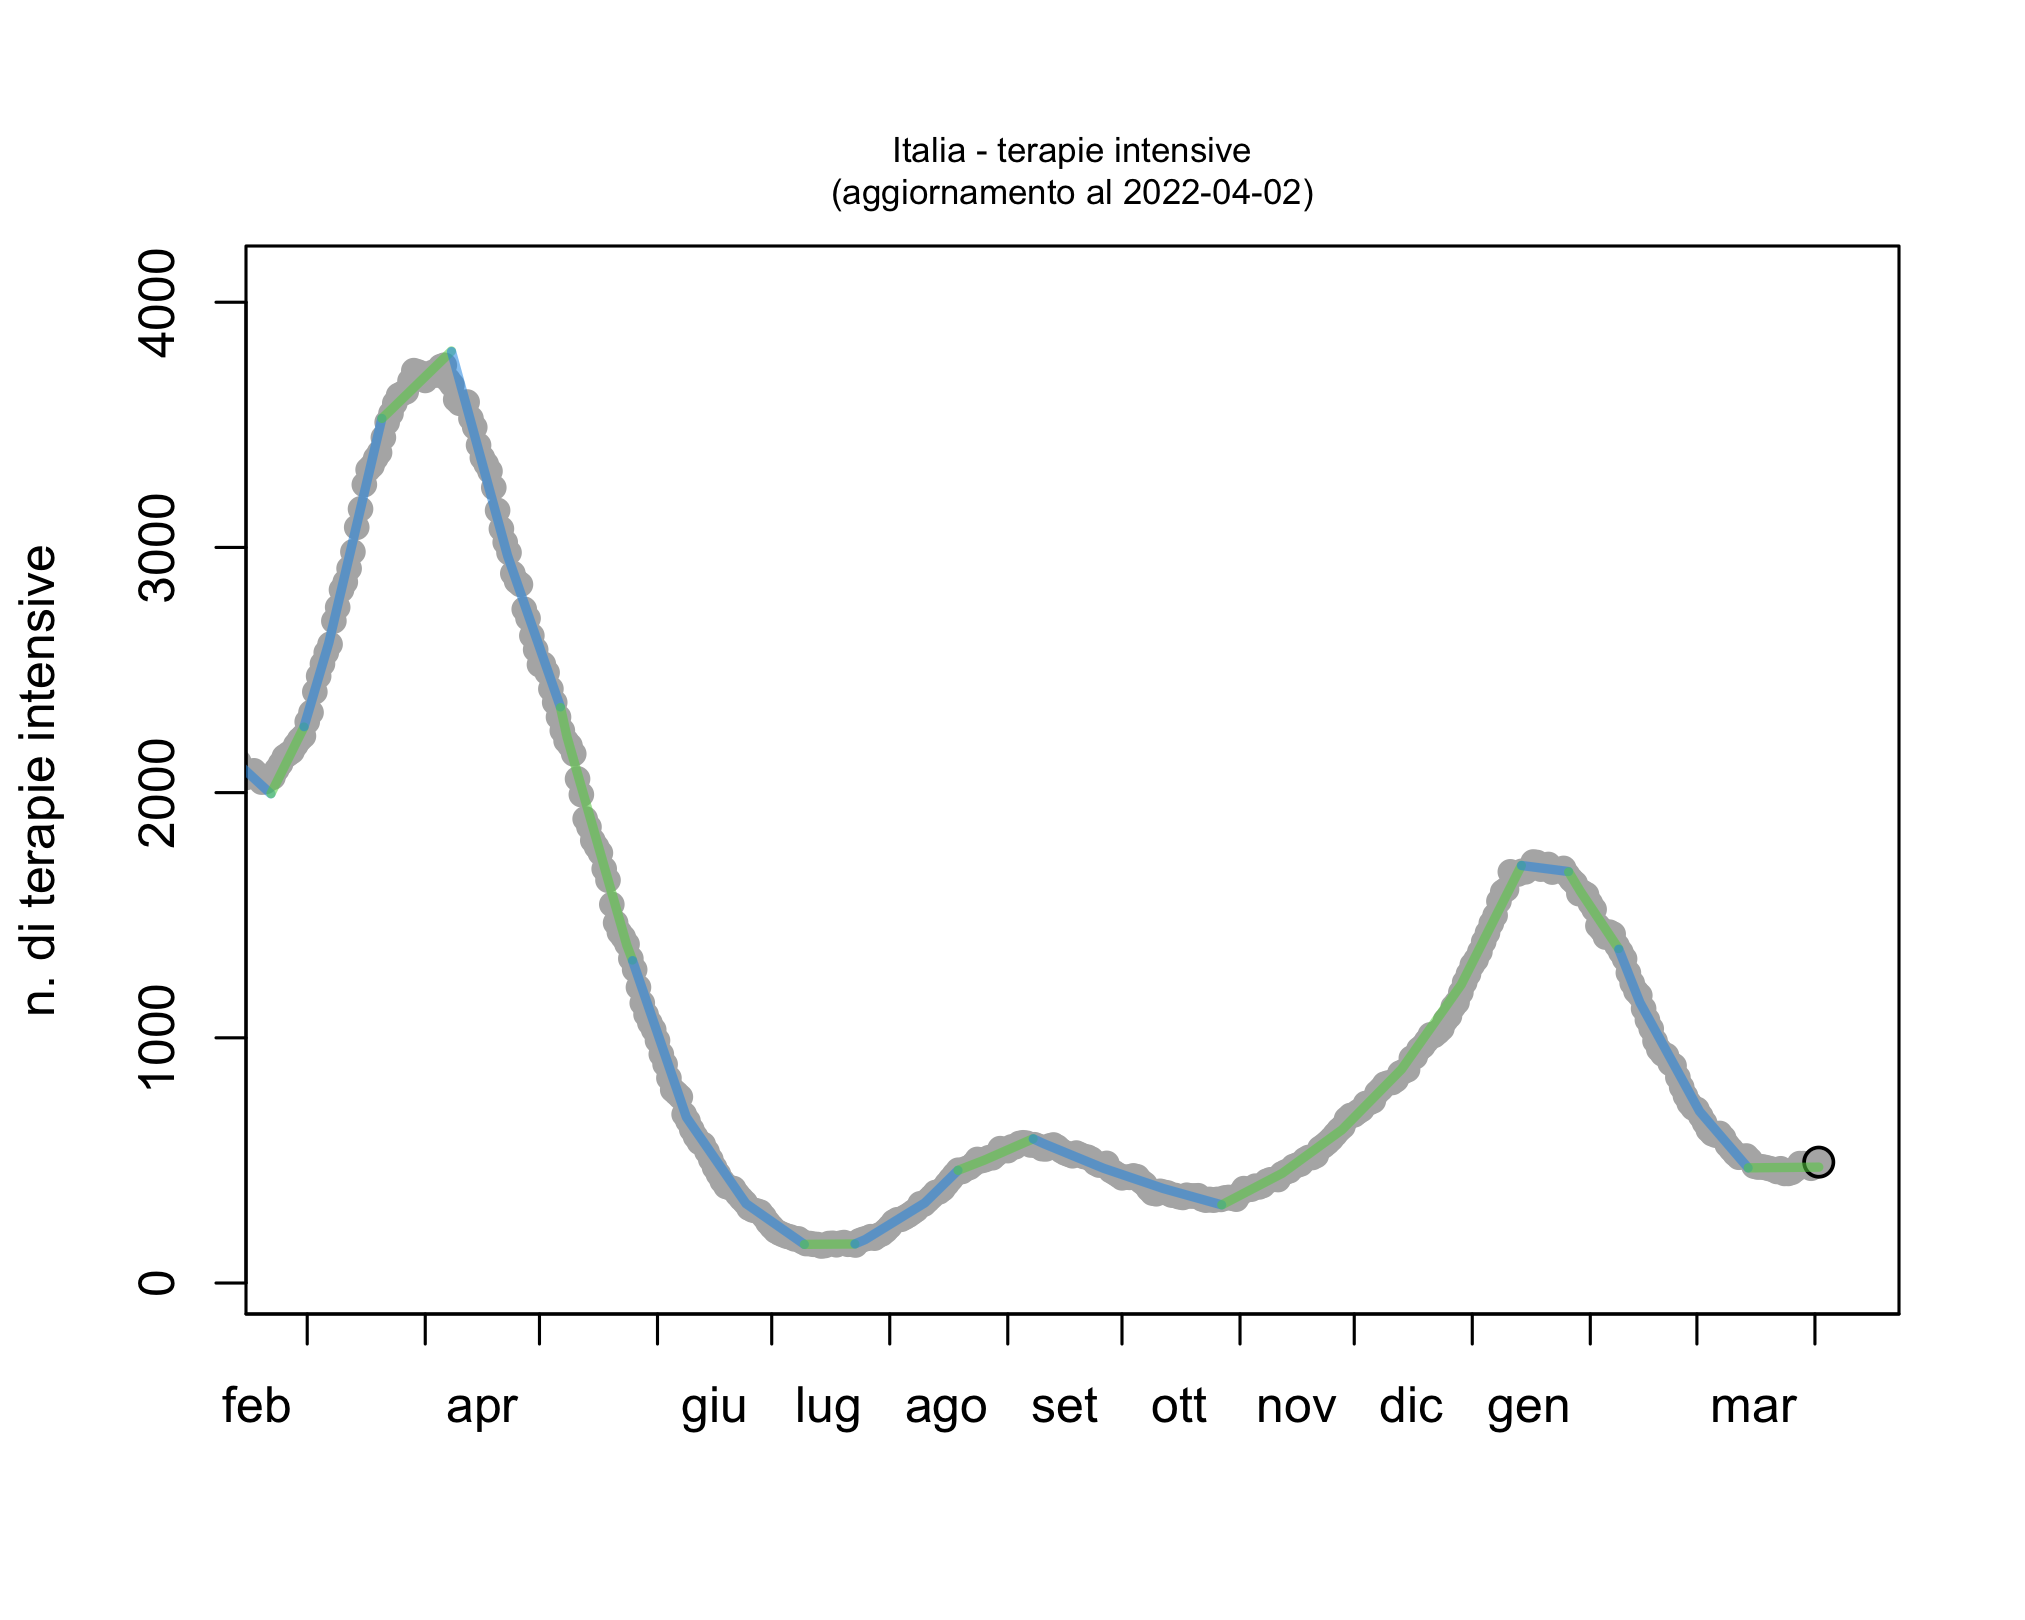 Italia - terapie intensive
(aggiornamento al 2022-04-02)
n. di terapie intensive
4000
3000
2000
1000
0
feb apr giu lug ago set ott nov dic gen mar